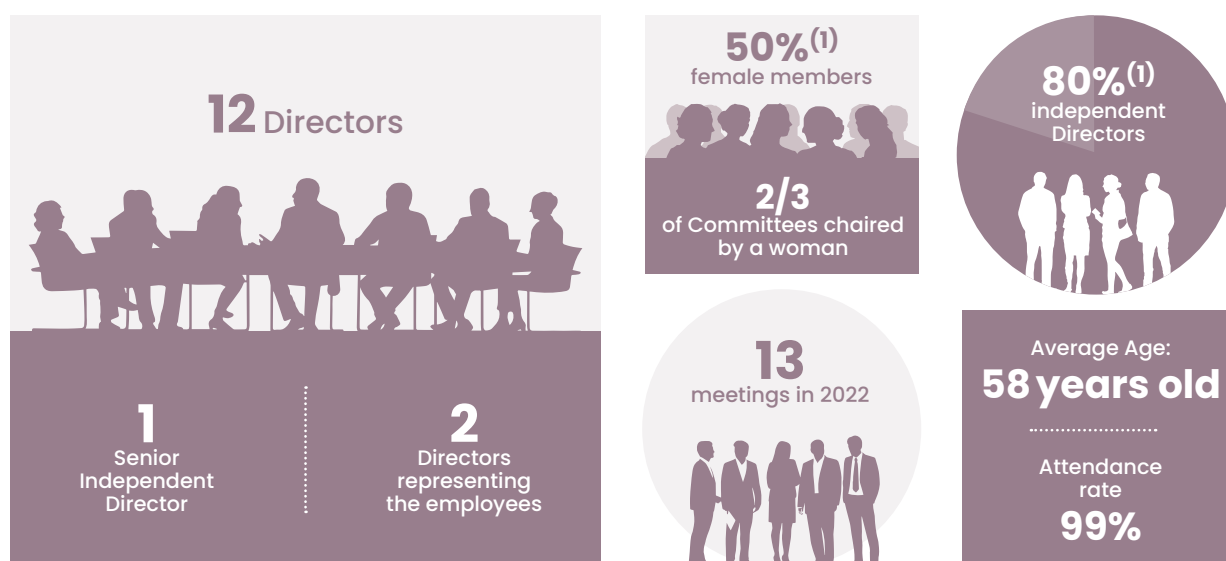 12 Directors
1
Senior
Independent
Director
2
Directors
representing
the employees
50%(1)
female members
2/3
of Committees chaired
by a woman
13
meetings in 2022
80%(1)
independent
Directors
Average Age:
58 years old
Attendance
rate
99%